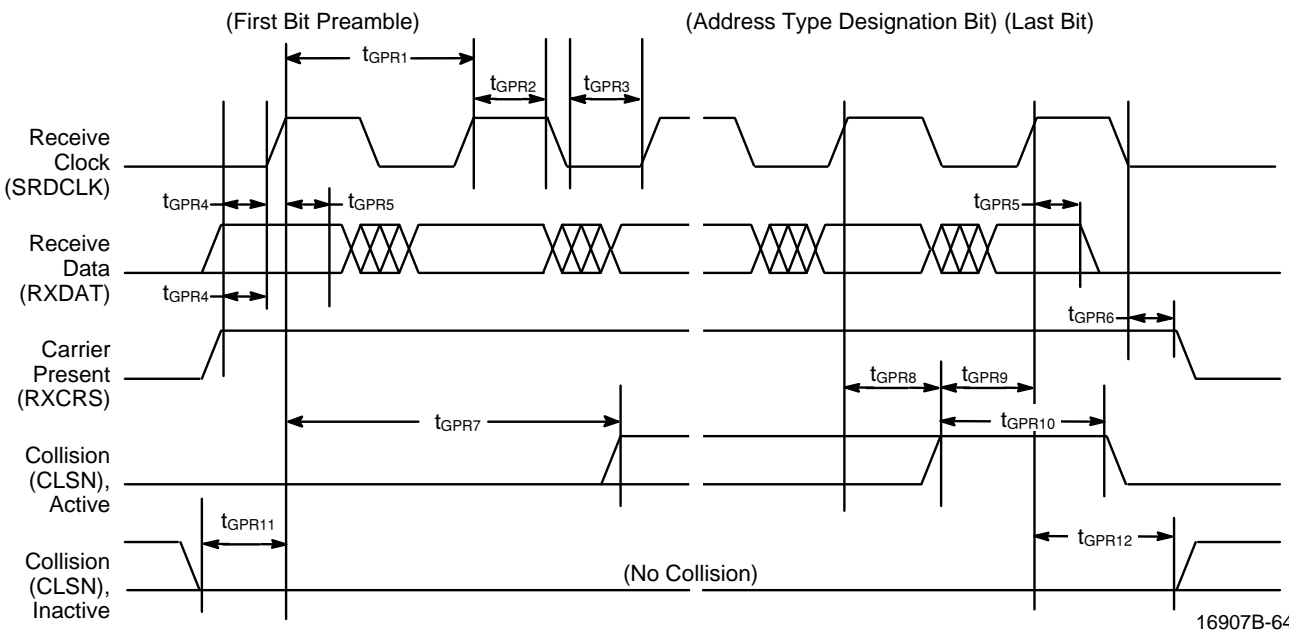 (First Bit Preamble)
(Address Type Designation Bit) (Last Bit)
tGPR1
tGPR2
tGPR3
Receive
Clock
(SRDCLK)
tGPR4
tGPR5
tGPR5
Receive
Data
(RXDAT)
tGPR4
tGPR6
Carrier
Present
(RXCRS)
tGPR8
tGPR9
tGPR7
tGPR10
Collision
(CLSN),
Active
tGPR11
tGPR12
Collision
(CLSN),
Inactive
(No Collision)
16907B-64